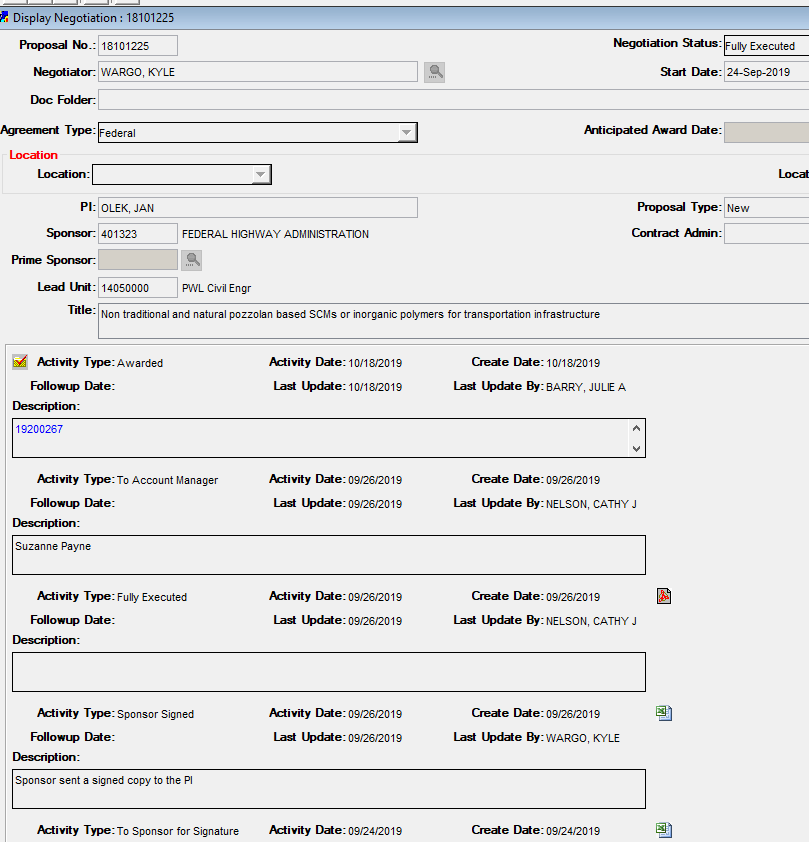 Display Negotiation : 18101225
Proposal No.: 18101225 Negotiation Status: Fully Executed
Negotiator: WARGO, KYLE Start Date: 24-Sep-2019
Doc Folder:
Agreement Type: Federal Anticipated Award Date:
Location
Location: Locat
PI: OLEK, JAN Proposal Type: New
Sponsor: 401323 FEDERAL HIGHWAY ADMINISTRATION Contract Admin:
Prime Sponsor:
Lead Unit: 14050000 PWL Civil Engr
Title: Non traditional and natural pozzolan based SCMs or inorganic polymers for transportation infrastructure
Activity Type: Awarded Activity Date: 10/18/2019 Create Date: 10/18/2019
Followup Date: Last Update: 10/18/2019 Last Update By: BARRY, JULIE A
Description:
19200267
Activity Type: To Account Manager Activity Date: 09/26/2019 Create Date: 09/26/2019
Followup Date: Last Update: 09/26/2019 Last Update By: NELSON, CATHY J
Description:
Suzanne Payne
Activity Type: Fully Executed Activity Date: 09/26/2019 Create Date: 09/26/2019
Followup Date: Last Update: 09/26/2019 Last Update By: NELSON, CATHY J
Description:
Activity Type: Sponsor Signed Activity Date: 09/26/2019 Create Date: 09/26/2019
Followup Date: Last Update: 09/26/2019 Last Update By: WARGO, KYLE
Description:
Sponsor sent a signed copy to the PI
Activity Type: To Sponsor for Signature Activity Date: 09/24/2019 Create Date: 09/24/2019